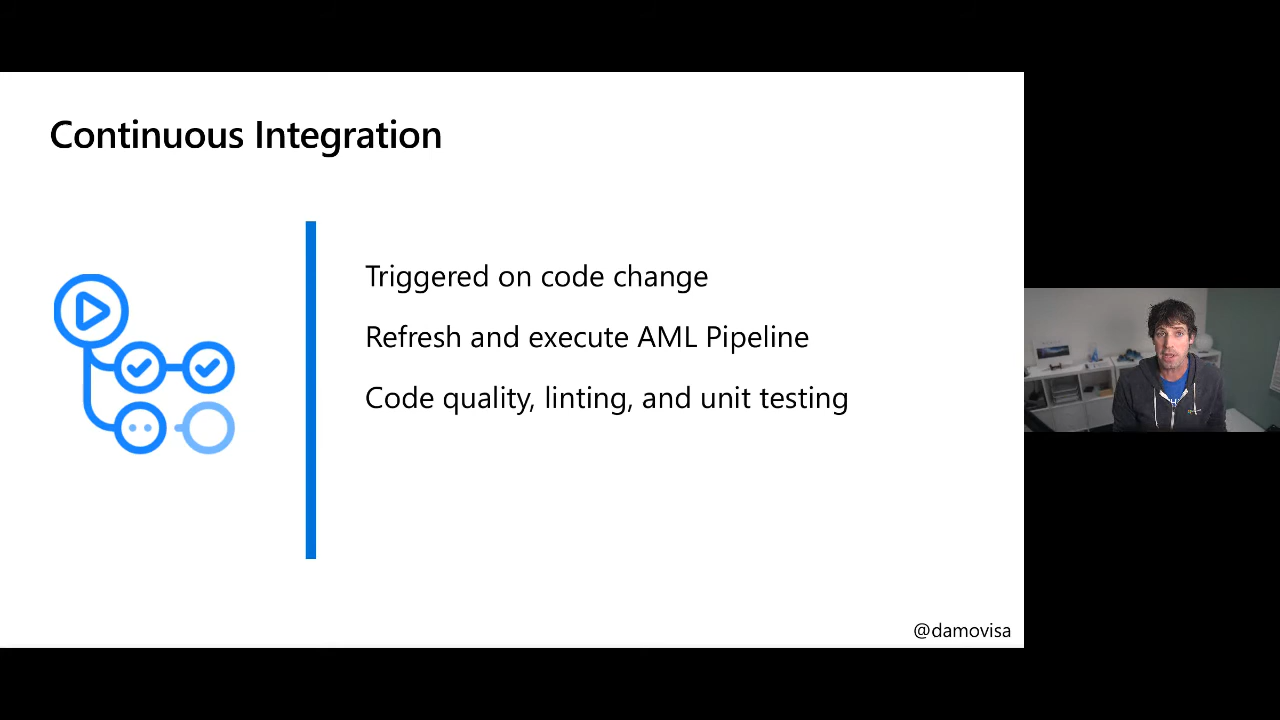 Continuous Integration
Triggered on code change
Refresh and execute AML Pipeline
Code quality, linting, and unit testing
@damovisa